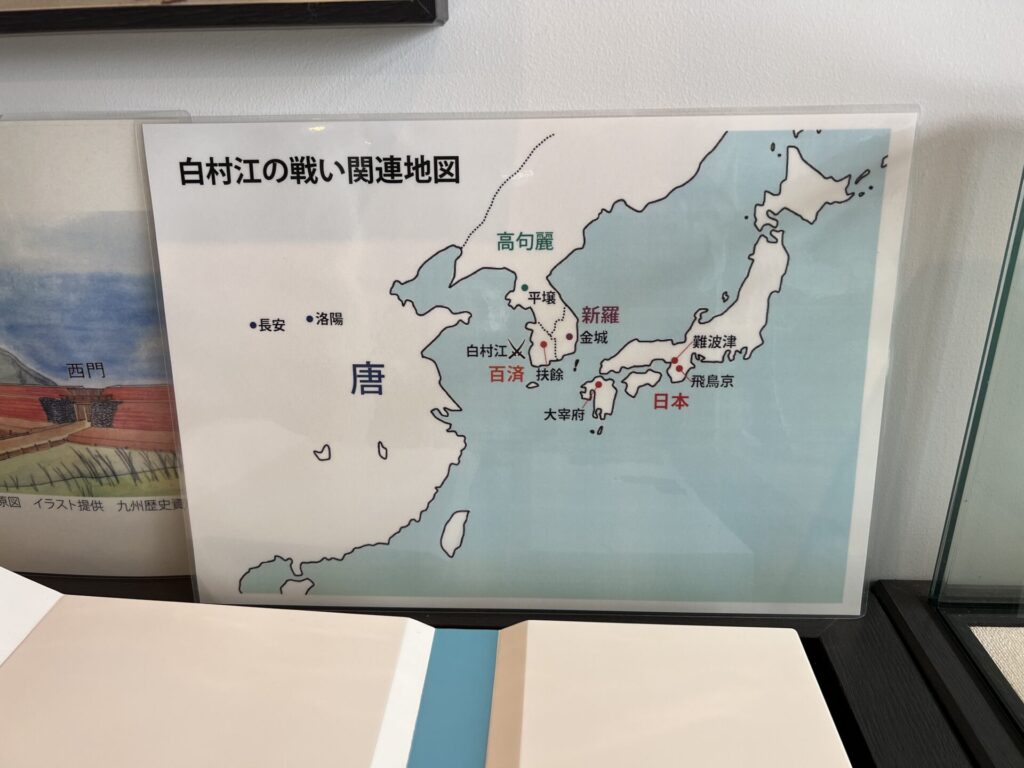 白村江の戦い関連地図
高句麗
平壌
新羅
金城
長安
洛陽
白村江
唐
百済
扶餘
難波津
飛鳥京
日本
大宰府
西門
原図 イラスト提供 九州歴史資